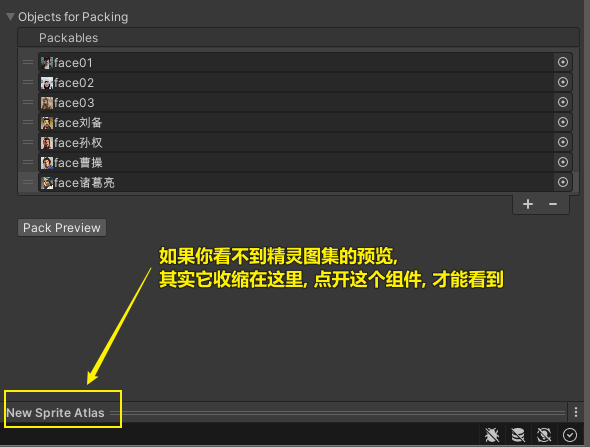 Objects for Packing
Packables
face01
face02
face03
face刘备
face孙权
face曹操
face诸葛亮
+ −
Pack Preview
如果你看不到精灵图集的预览,
其实它收缩在这里, 点开这个组件, 才能看到
New Sprite Atlas